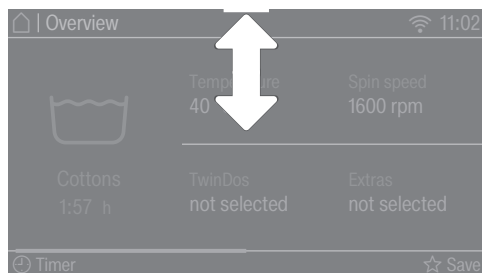 Overview 11:02
Temperature
40
Spin speed
1600 rpm
Cottons
1:57 h
TwinDos
not selected
Extras
not selected
Timer
Save